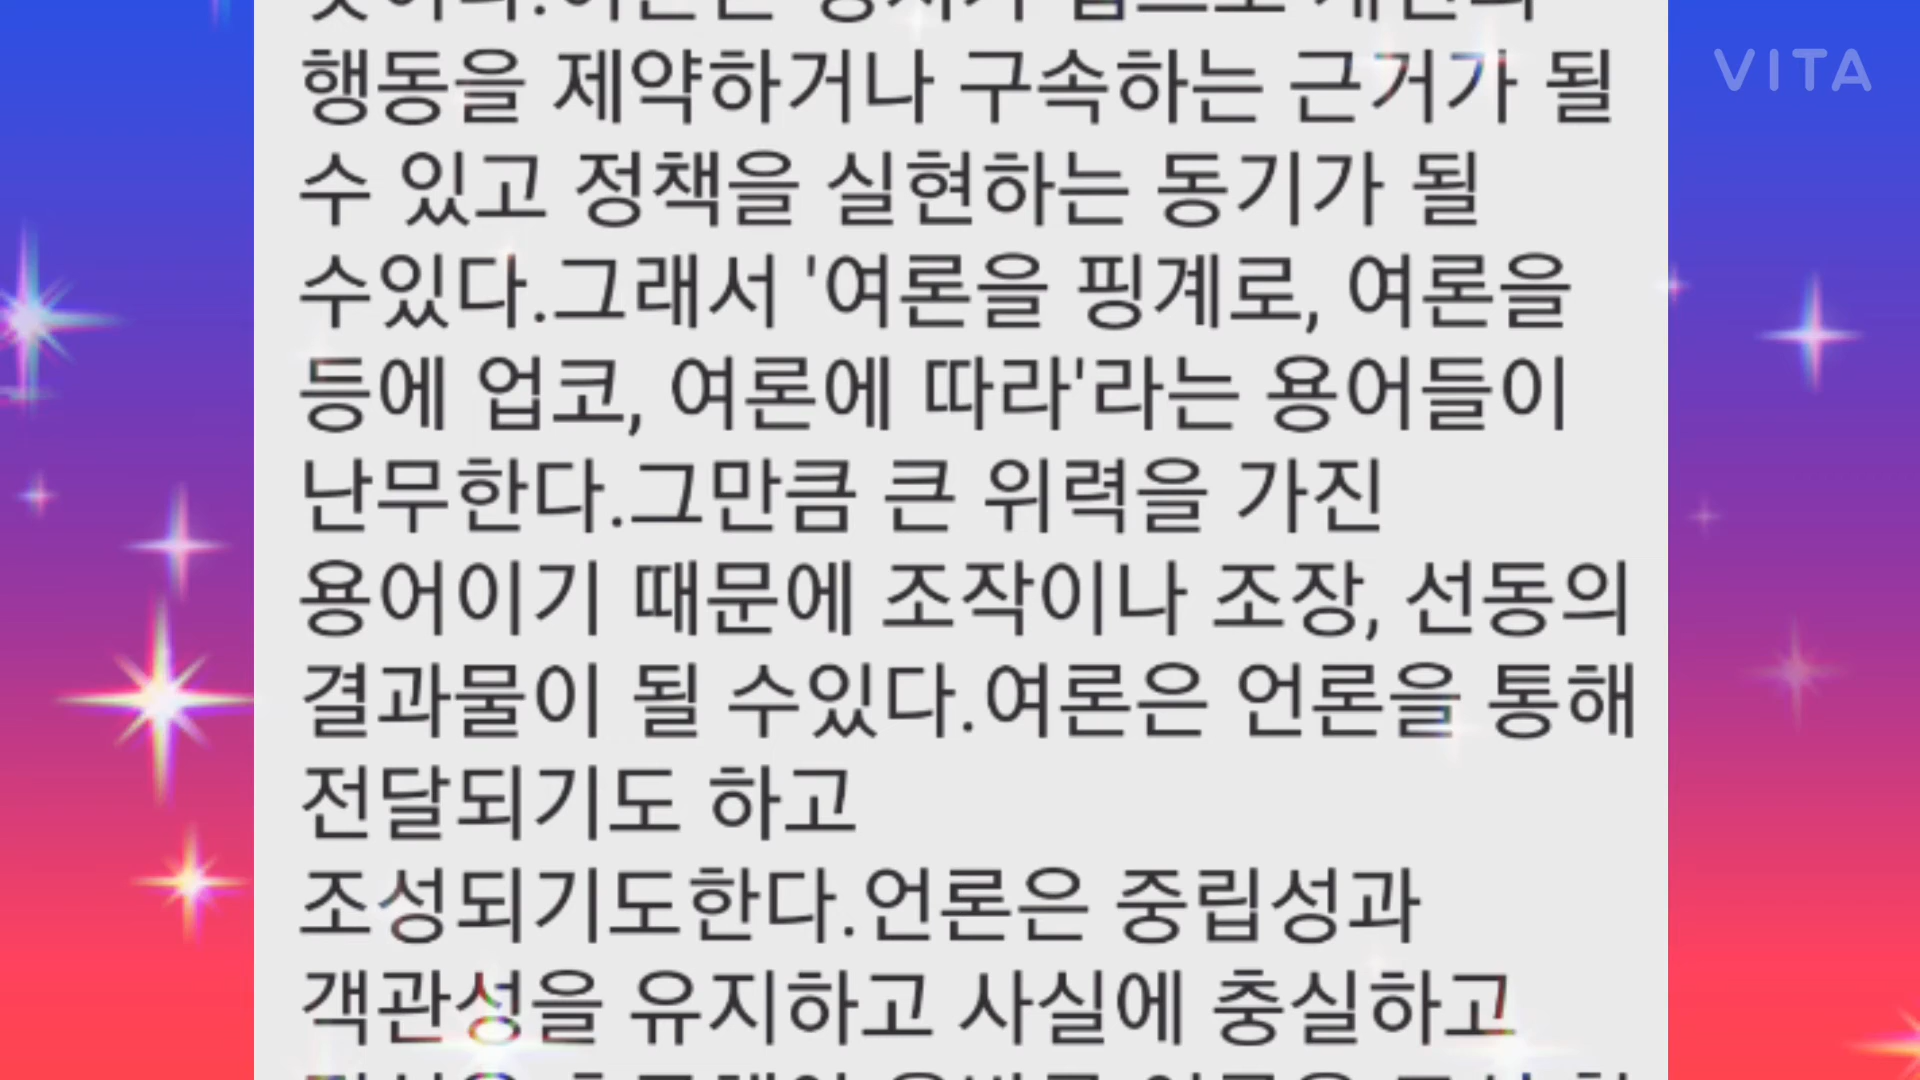 행동을 제약하거나 구속하는 근거가 될
VITA
수 있고 정책을 실현하는 동기가 될
수있다.그래서 '여론을 핑계로, 여론을
등에 업코, 여론에 따라'라는 용어들이
난무한다.그만큼 큰 위력을 가진
용어이기 때문에 조작이나 조장, 선동의
결과물이 될 수있다.여론은 언론을 통해
전달되기도 하고
조성되기도한다.언론은 중립성과
객관성을 유지하고 사실에 충실하고